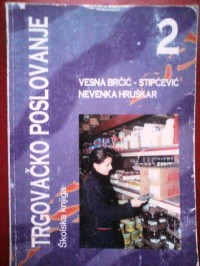 TRGOVAČKO POSLOVANJE
2
VESNA BRČIĆ - STIPČEVIĆ
NEVENKA HRUŠKAR
Školska knjiga